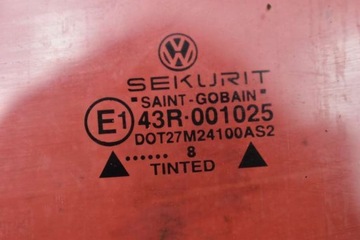 SEKURIT
"SAINT-GOBAIN"
E1 43R-001025
DOT27M24100AS2
......8
TINTED